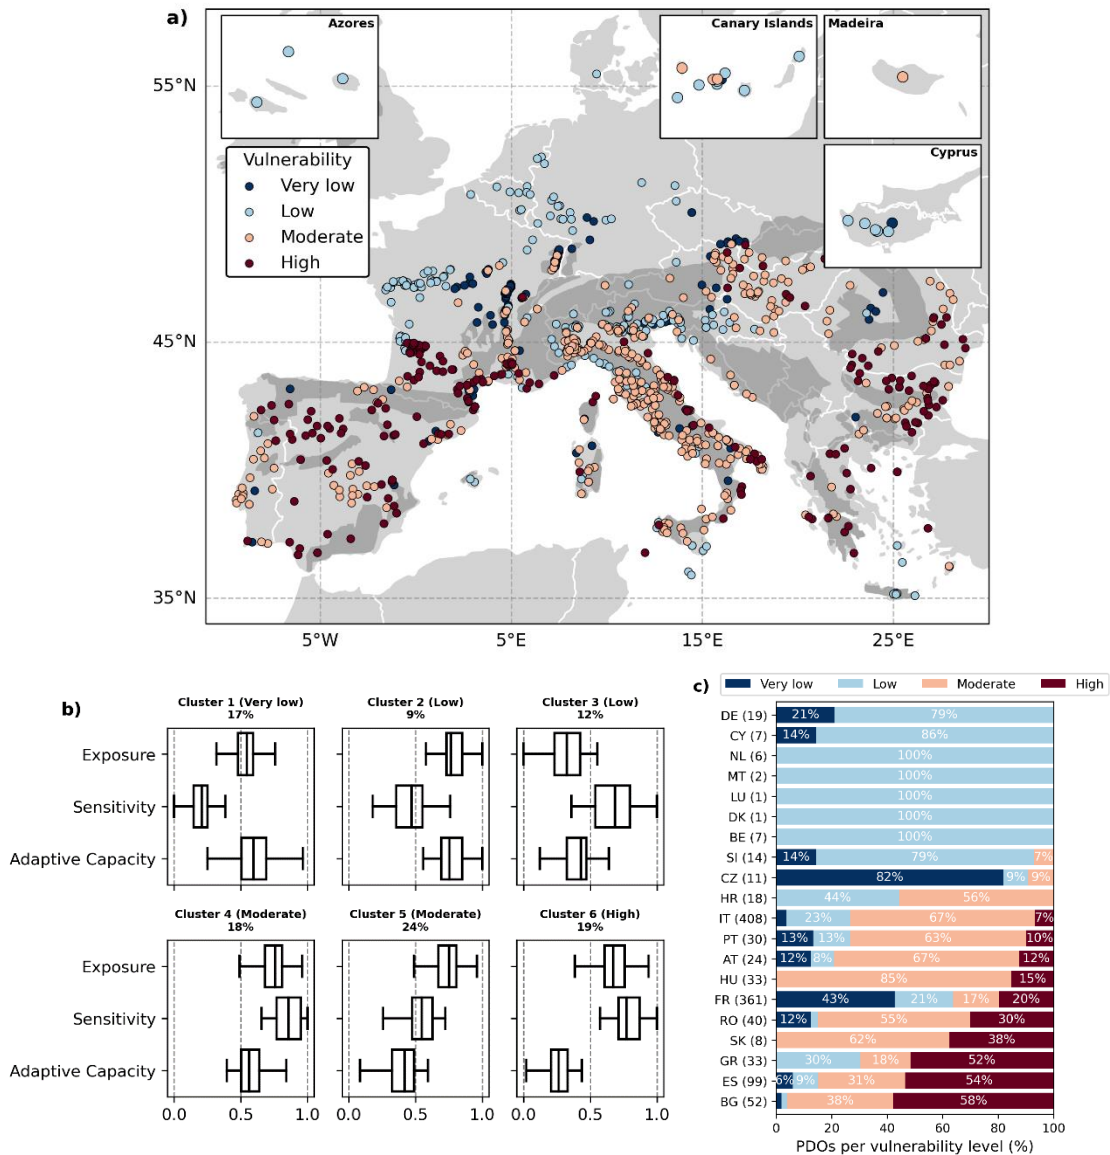 a)
Azores
Canary Islands
Madeira
Cyprus
55°N
45°N
35°N
Vulnerability
Very low
Low
Moderate
High
5°W
5°E
15°E
25°E
b)
Cluster 1 (Very low)
17%
Cluster 2 (Low)
9%
Cluster 3 (Low)
12%
Exposure
Sensitivity
Adaptive Capacity
Cluster 4 (Moderate)
18%
Cluster 5 (Moderate)
24%
Cluster 6 (High)
19%
Exposure
Sensitivity
Adaptive Capacity
0.0 0.5 1.0
0.0 0.5 1.0
0.0 0.5 1.0
c)
Very low Low Moderate High
DE (19) 21% 79%
CY (7) 14% 86%
NL (6) 100%
MT (2) 100%
LU (1) 100%
DK (1) 100%
BE (7) 100%
SI (14) 14% 79% 7%
CZ (11) 82% 9% 9%
HR (18) 44% 56%
IT (408) 23% 67% 7%
PT (30) 13% 13% 63% 10%
AT (24) 12% 8% 67% 12%
HU (33) 85% 15%
FR (361) 43% 21% 17% 20%
RO (40) 12% 55% 30%
SK (8) 62% 38%
GR (33) 30% 18% 52%
ES (99) 6% 9% 31% 54%
BG (52) 38% 58%
0 20 40 60 80 100
PDOs per vulnerability level (%)